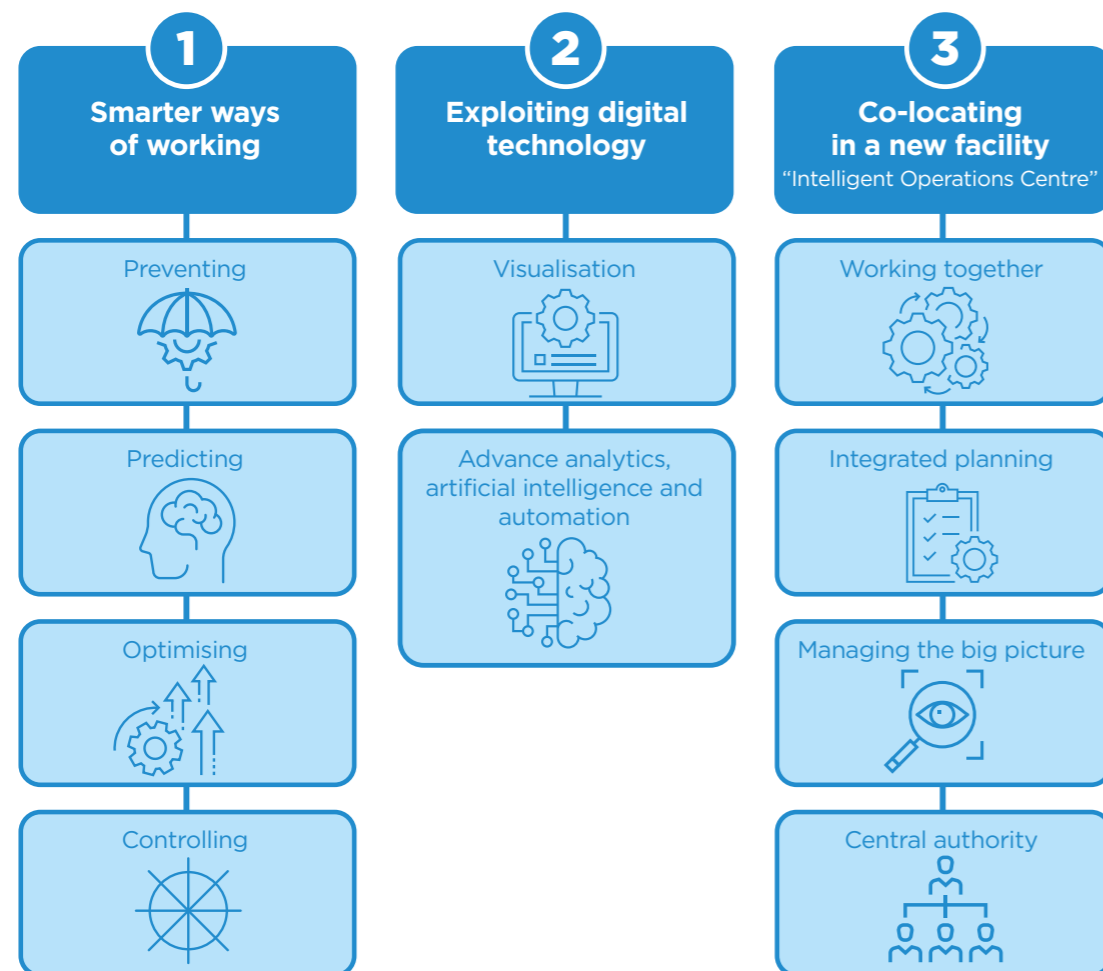 1
Smarter ways
of working
Preventing
Predicting
Optimising
Controlling
2
Exploiting digital
technology
Visualisation
Advance analytics,
artificial intelligence and
automation
3
Co-locating
in a new facility
“Intelligent Operations Centre”
Working together
Integrated planning
Managing the big picture
Central authority